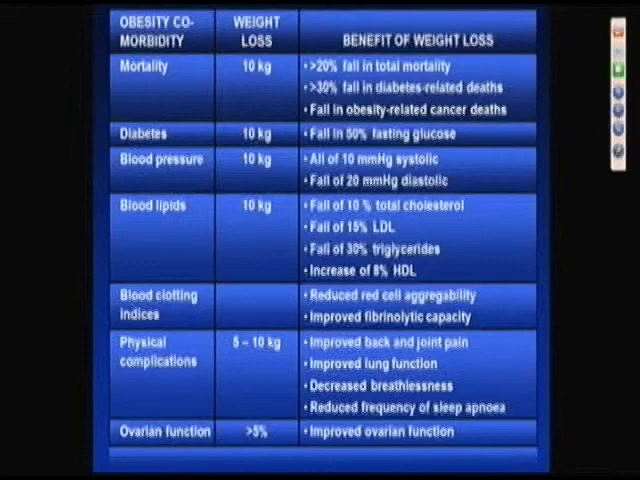 OBESITY CO-
MORBIDITY
WEIGHT
LOSS
BENEFIT OF WEIGHT LOSS
Mortality
10 kg
• >20% fall in total mortality
• >30% fall in diabetes-related deaths
• Fall in obesity-related cancer deaths
Diabetes
10 kg
• Fall in 50% fasting glucose
Blood pressure
10 kg
• All of 10 mmHg systolic
• Fall of 20 mmHg diastolic
Blood lipids
10 kg
• Fall of 10 % total cholesterol
• Fall of 15% LDL
• Fall of 30% triglycerides
• Increase of 8% HDL
Blood clotting
indices
• Reduced red cell aggregability
• Improved fibrinolytic capacity
Physical
complications
5 – 10 kg
• Improved back and joint pain
• Improved lung function
• Decreased breathlessness
• Reduced frequency of sleep apnoea
Ovarian function
>5%
• Improved ovarian function